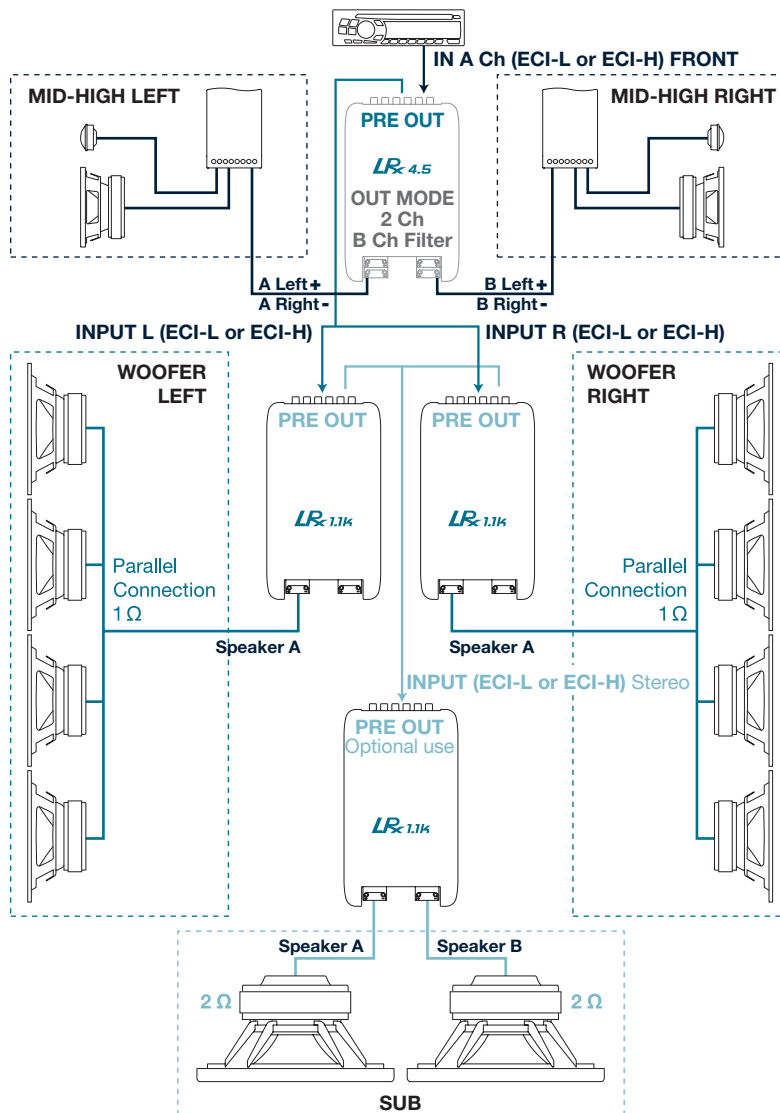 IN A Ch (ECI-L or ECI-H) FRONT
MID-HIGH LEFT
MID-HIGH RIGHT
PRE OUT
LRx 4.5
OUT MODE
2 Ch
B Ch Filter
A Left+
A Right-
B Left+
B Right-
INPUT L (ECI-L or ECI-H)
INPUT R (ECI-L or ECI-H)
WOOFER
LEFT
WOOFER
RIGHT
PRE OUT
PRE OUT
LRx 1.1k
LRx 1.1k
Parallel
Connection
1 Ω
Parallel
Connection
1 Ω
Speaker A
Speaker A
INPUT (ECI-L or ECI-H) Stereo
PRE OUT
Optional use
LRx 1.1k
Speaker A
Speaker B
2 Ω
2 Ω
SUB